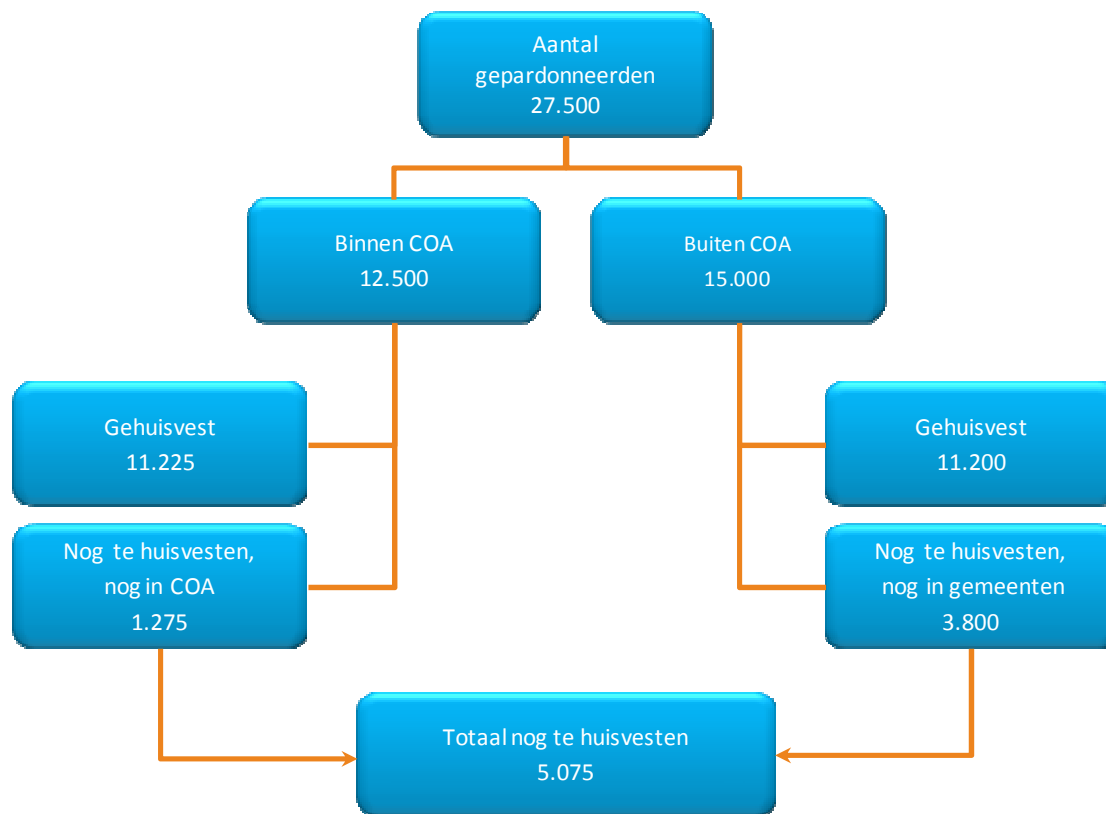 Aantal
gepardonneerden
27.500
Binnen COA
12.500
Buiten COA
15.000
Gehuisvest
11.225
Gehuisvest
11.200
Nog te huisvesten,
nog in COA
1.275
Nog te huisvesten,
nog in gemeenten
3.800
Totaal nog te huisvesten
5.075